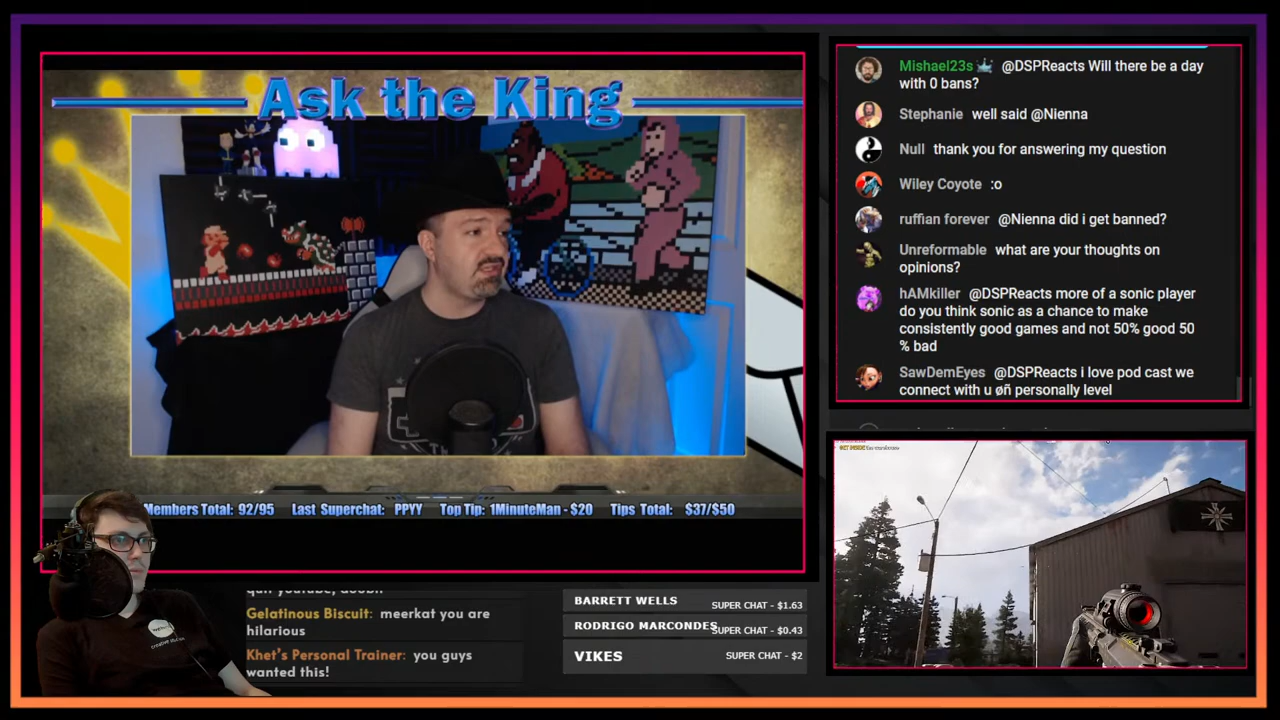 Ask the King
Members Total: 92/95 Last Superchat: PPYY Top Tip: 1MinuteMan - $20 Tips Total: $37/$50
Mishael23s @DSPReacts Will there be a day
with 0 bans?
Stephanie well said @Nienna
Null thank you for answering my question
Wiley Coyote :o
ruffian forever @Nienna did i get banned?
Unreformable what are your thoughts on
opinions?
hAMkiller @DSPReacts more of a sonic player
do you think sonic as a chance to make
consistently good games and not 50% good 50
% bad
SawDemEyes @DSPReacts i love pod cast we
connect with u øñ personally level
GET INSIDE
Gelatinous Biscuit: meerkat you are
hilarious
Khet's Personal Trainer: you guys
wanted this!
BARRETT WELLS SUPER CHAT - $1.63
RODRIGO MARCONDES SUPER CHAT - $0.43
VIKES SUPER CHAT - $2